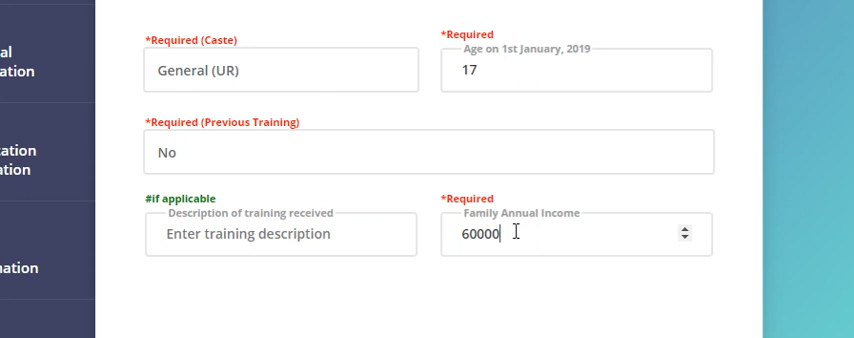 al
ation
tation
ation
mation
*Required (Caste)
General (UR)
*Required
Age on 1st January, 2019
17
*Required (Previous Training)
No
#if applicable
Description of training received
Enter training description
*Required
Family Annual Income
60000